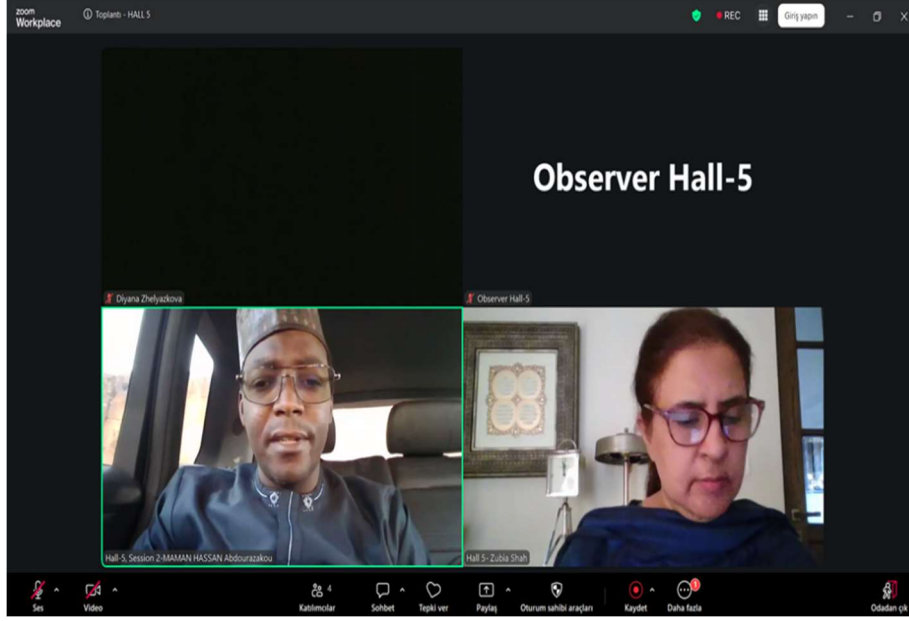 zoom
Workplace
Toplantı - HALL 5
REC
Giriş yapın
Observer Hall-5
Diyana Zhelyazkova
Observer Hall-5
Hall-5, Session 2-MAMAN HASSAN Abdourazakou
Hall 5- Zubia Shah
Ses
Video
4
Katılımcılar
Sohbet
Tepki ver
Paylaş
Oturum sahibi araçları
Kaydet
1
Daha fazla
Odadan çık